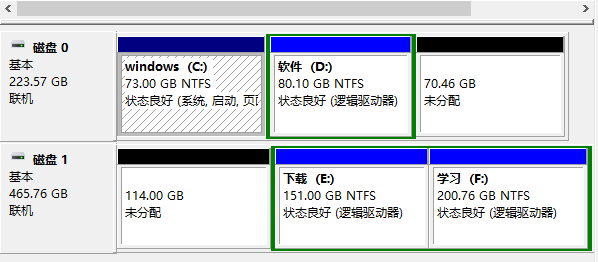 磁盘 0
基本
223.57 GB
联机
windows  (C:)
73.00 GB NTFS
状态良好 (系统, 启动, 页
软件  (D:)
80.10 GB NTFS
状态良好 (逻辑驱动器)
70.46 GB
未分配
磁盘 1
基本
465.76 GB
联机
114.00 GB
未分配
下载  (E:)
151.00 GB NTFS
状态良好 (逻辑驱动器)
学习  (F:)
200.76 GB NTFS
状态良好 (逻辑驱动器)